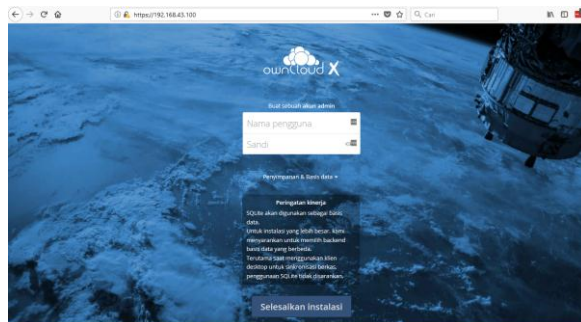 https://192.168.43.100
Cari
ownCloud X
Buat sebuah akun admin
Nama pengguna
Sandi
Penyimpanan & Basis data
Peringatan kinerja
SQLite akan digunakan sebagai basis
data.
Untuk instalasi yang lebih besar, kami
menyarankan untuk memilih backend
basis data yang berbeda.
Terutama saat menggunakan klien
desktop untuk sinkronisasi berkas,
penggunaan SQLite tidak disarankan.
Selesaikan instalasi